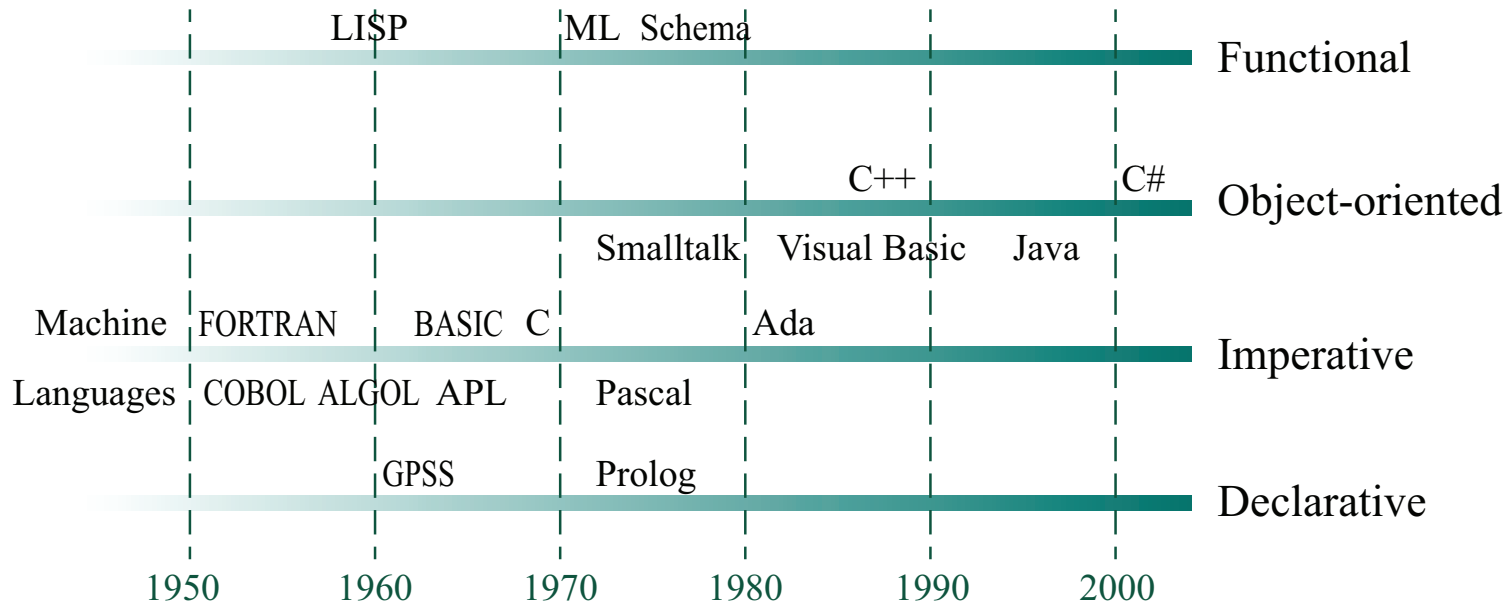 LISP ML Schema
Functional
C++ C#
Object-oriented
Smalltalk Visual Basic Java
Machine FORTRAN BASIC C Ada
Imperative
Languages COBOL ALGOL APL Pascal
GPSS Prolog
Declarative
1950 1960 1970 1980 1990 2000